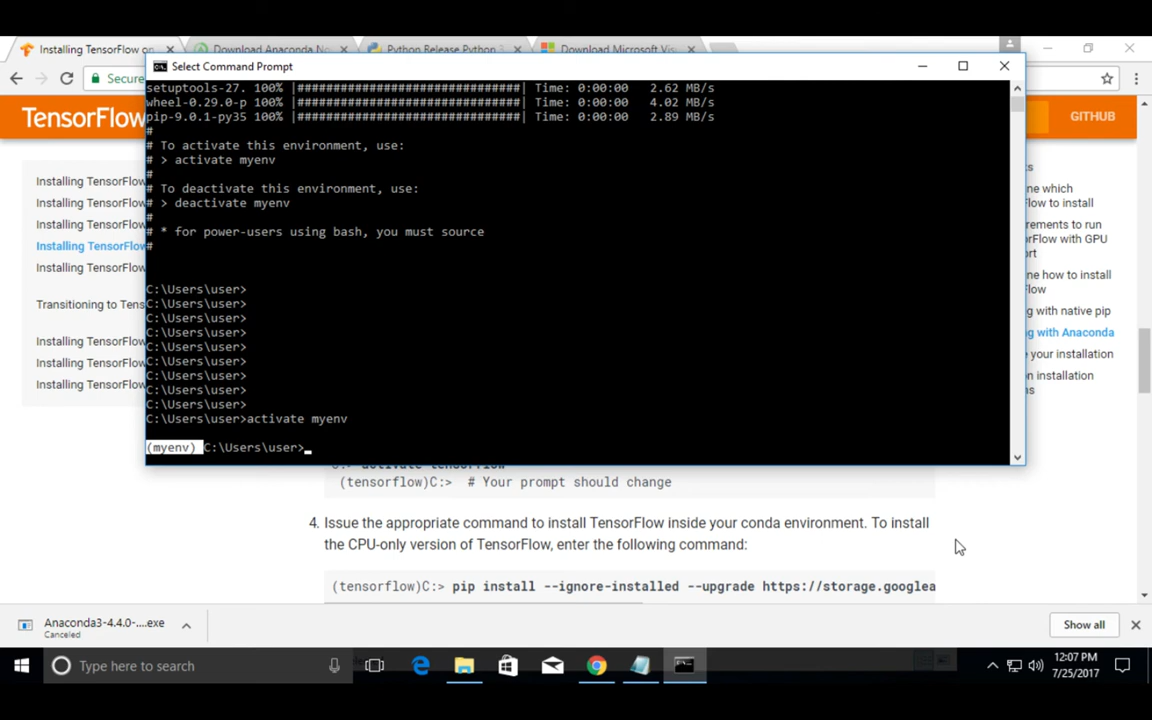 Installing TensorFlow on
Download Anaconda No
Python Release Python 3
Download Microsoft Vis
Select Command Prompt
Secure
TensorFlow
GITHUB
setuptools-27. 100% |###############################| Time: 0:00:00   2.62 MB/s
wheel-0.29.0-p 100% |###############################| Time: 0:00:00   4.02 MB/s
pip-9.0.1-py35 100% |###############################| Time: 0:00:00   2.89 MB/s
#
# To activate this environment, use:
# > activate myenv
#
# To deactivate this environment, use:
# > deactivate myenv
#
# * for power-users using bash, you must source
#
C:\Users\user>
C:\Users\user>
C:\Users\user>
C:\Users\user>
C:\Users\user>
C:\Users\user>
C:\Users\user>
C:\Users\user>
C:\Users\user>
C:\Users\user>activate myenv
(myenv) C:\Users\user>
Installing TensorFlow
Installing TensorFlow
Installing TensorFlow
Installing TensorFlow
Installing TensorFlow
Transitioning to Tens
Installing TensorFlow
Installing TensorFlow
Installing TensorFlow
ne which
Flow to install
rements to run
rFlow with GPU
ort
ne how to install
Flow
g with native pip
g with Anaconda
e your installation
n installation
C:> activate tensorflow
(tensorflow)C:>  # Your prompt should change
4. Issue the appropriate command to install TensorFlow inside your conda environment. To install
the CPU-only version of TensorFlow, enter the following command:
(tensorflow)C:> pip install --ignore-installed --upgrade https://storage.googlea
Anaconda3-4.4.0-....exe
Canceled
Show all
Type here to search
12:07 PM
7/25/2017